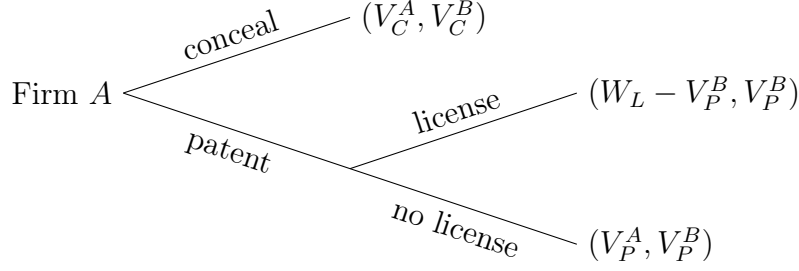 conceal
(V_C^A, V_C^B)
Firm A
patent
license
(W_L − V_P^B, V_P^B)
no license
(V_P^A, V_P^B)